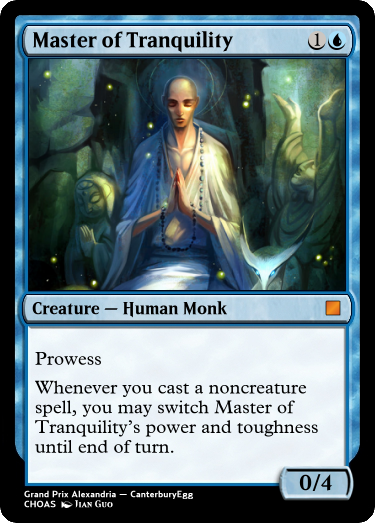 Master of Tranquility 1
Creature — Human Monk
Prowess
Whenever you cast a noncreature
spell, you may switch Master of
Tranquility's power and toughness
until end of turn.
0/4
Grand Prix Alexandria — CanterburyEgg
CHOAS Jian Guo